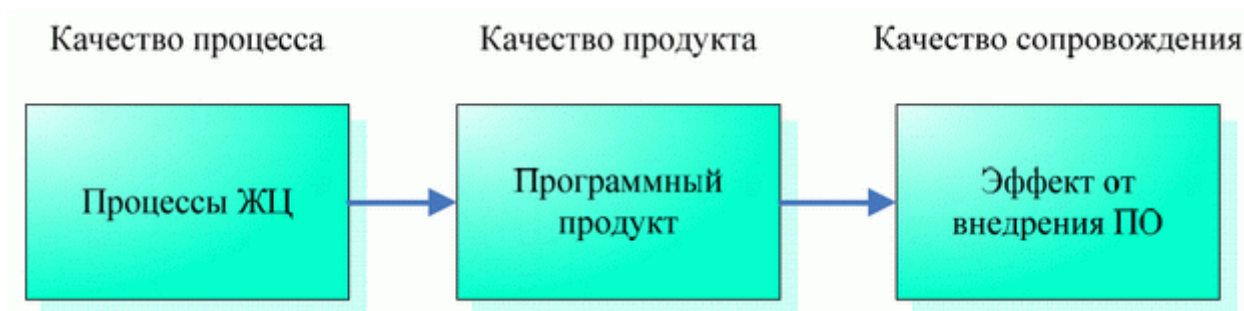 Качество процесса
Качество продукта
Качество сопровождения
Процессы ЖЦ
Программный
продукт
Эффект от
внедрения ПО